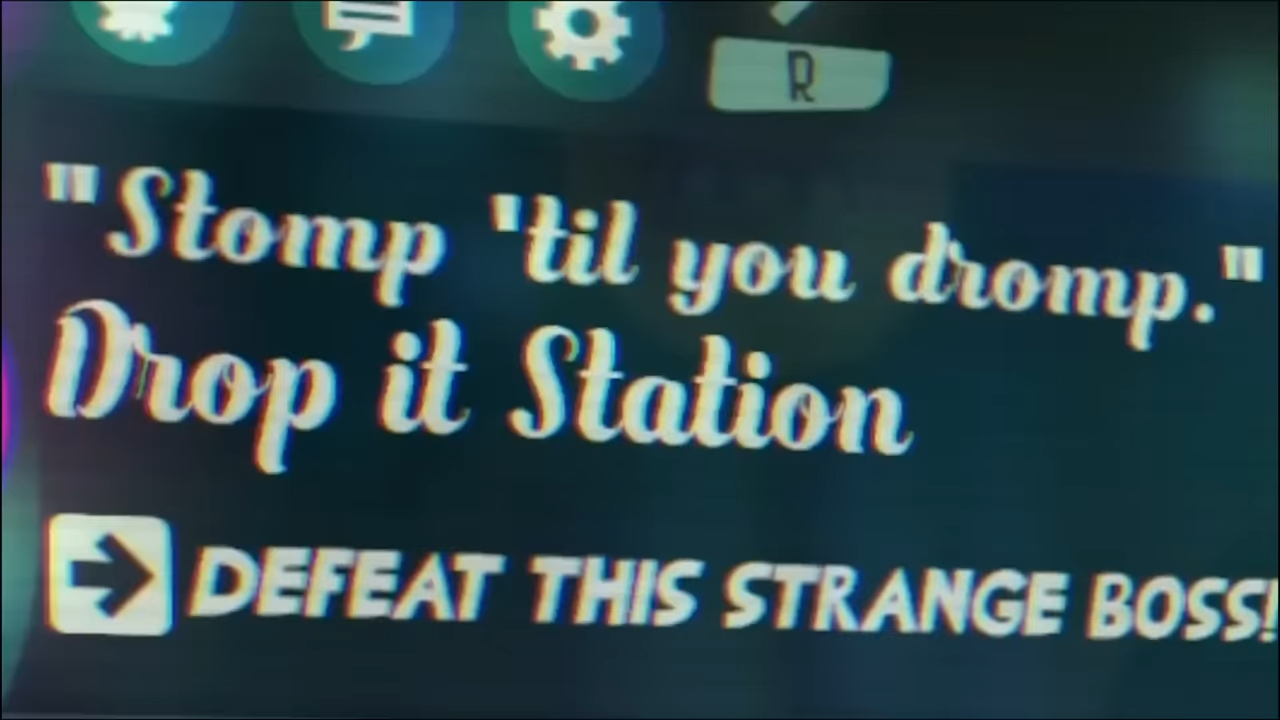 R
"Stomp 'til you dromp."
Drop it Station
DEFEAT THIS STRANGE BOSS!